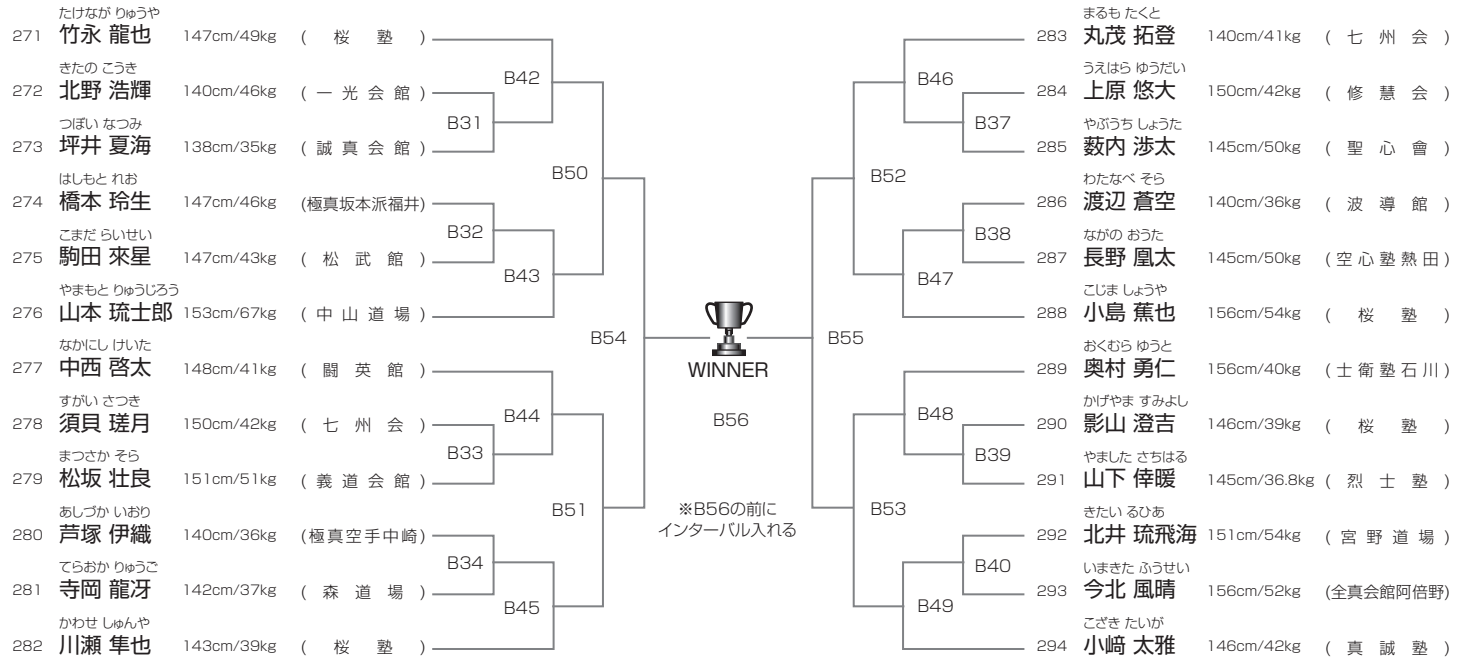 たけなが りゅうや
271 竹永 龍也 147cm/49kg (桜塾)
きたの こうき
272 北野 浩輝 140cm/46kg (一光会館)
つぼい なつみ
273 坪井 夏海 138cm/35kg (誠真会館)
はしもと れお
274 橋本 玲生 147cm/46kg (極真坂本派福井)
こまだ らいせい
275 駒田 來星 147cm/43kg (松武館)
やまもと りゅうじろう
276 山本 琉士郎 153cm/67kg (中山道場)
なかにし けいた
277 中西 啓太 148cm/41kg (闘英館)
すがい さつき
278 須貝 瑳月 150cm/42kg (七州会)
まつさか そら
279 松坂 壮良 151cm/51kg (義道会館)
あしづか いおり
280 芦塚 伊織 140cm/36kg (極真空手中崎)
てらおか りゅうご
281 寺岡 龍冴 142cm/37kg (森道場)
かわせ しゅんや
282 川瀬 隼也 143cm/39kg (桜塾)
B42
B31
B50
B32
B43
B54
B44
B33
B51
B34
B45
WINNER
B56
※B56の前に
インターバル入れる
B46
B37
B52
B38
B47
B55
B48
B39
B53
B40
B49
まるも たくと
283 丸茂 拓登 140cm/41kg (七州会)
うえはら ゆうだい
284 上原 悠大 150cm/42kg (修慧会)
やぶうち しょうた
285 薮内 渉太 145cm/50kg (聖心會)
わたなべ そら
286 渡辺 蒼空 140cm/36kg (波導館)
ながの おうた
287 長野 凰太 145cm/50kg (空心塾熱田)
こじま しょうや
288 小島 蕉也 156cm/54kg (桜塾)
おくむら ゆうと
289 奥村 勇仁 156cm/40kg (士衛塾石川)
かげやま すみよし
290 影山 澄吉 146cm/39kg (桜塾)
やました さちはる
291 山下 倖暖 145cm/36.8kg (烈士塾)
きたい るひあ
292 北井 琉飛海 151cm/54kg (宮野道場)
いまきた ふうせい
293 今北 風晴 156cm/52kg (全真会館阿倍野)
こざき たいが
294 小﨑 太雅 146cm/42kg (真誠塾)